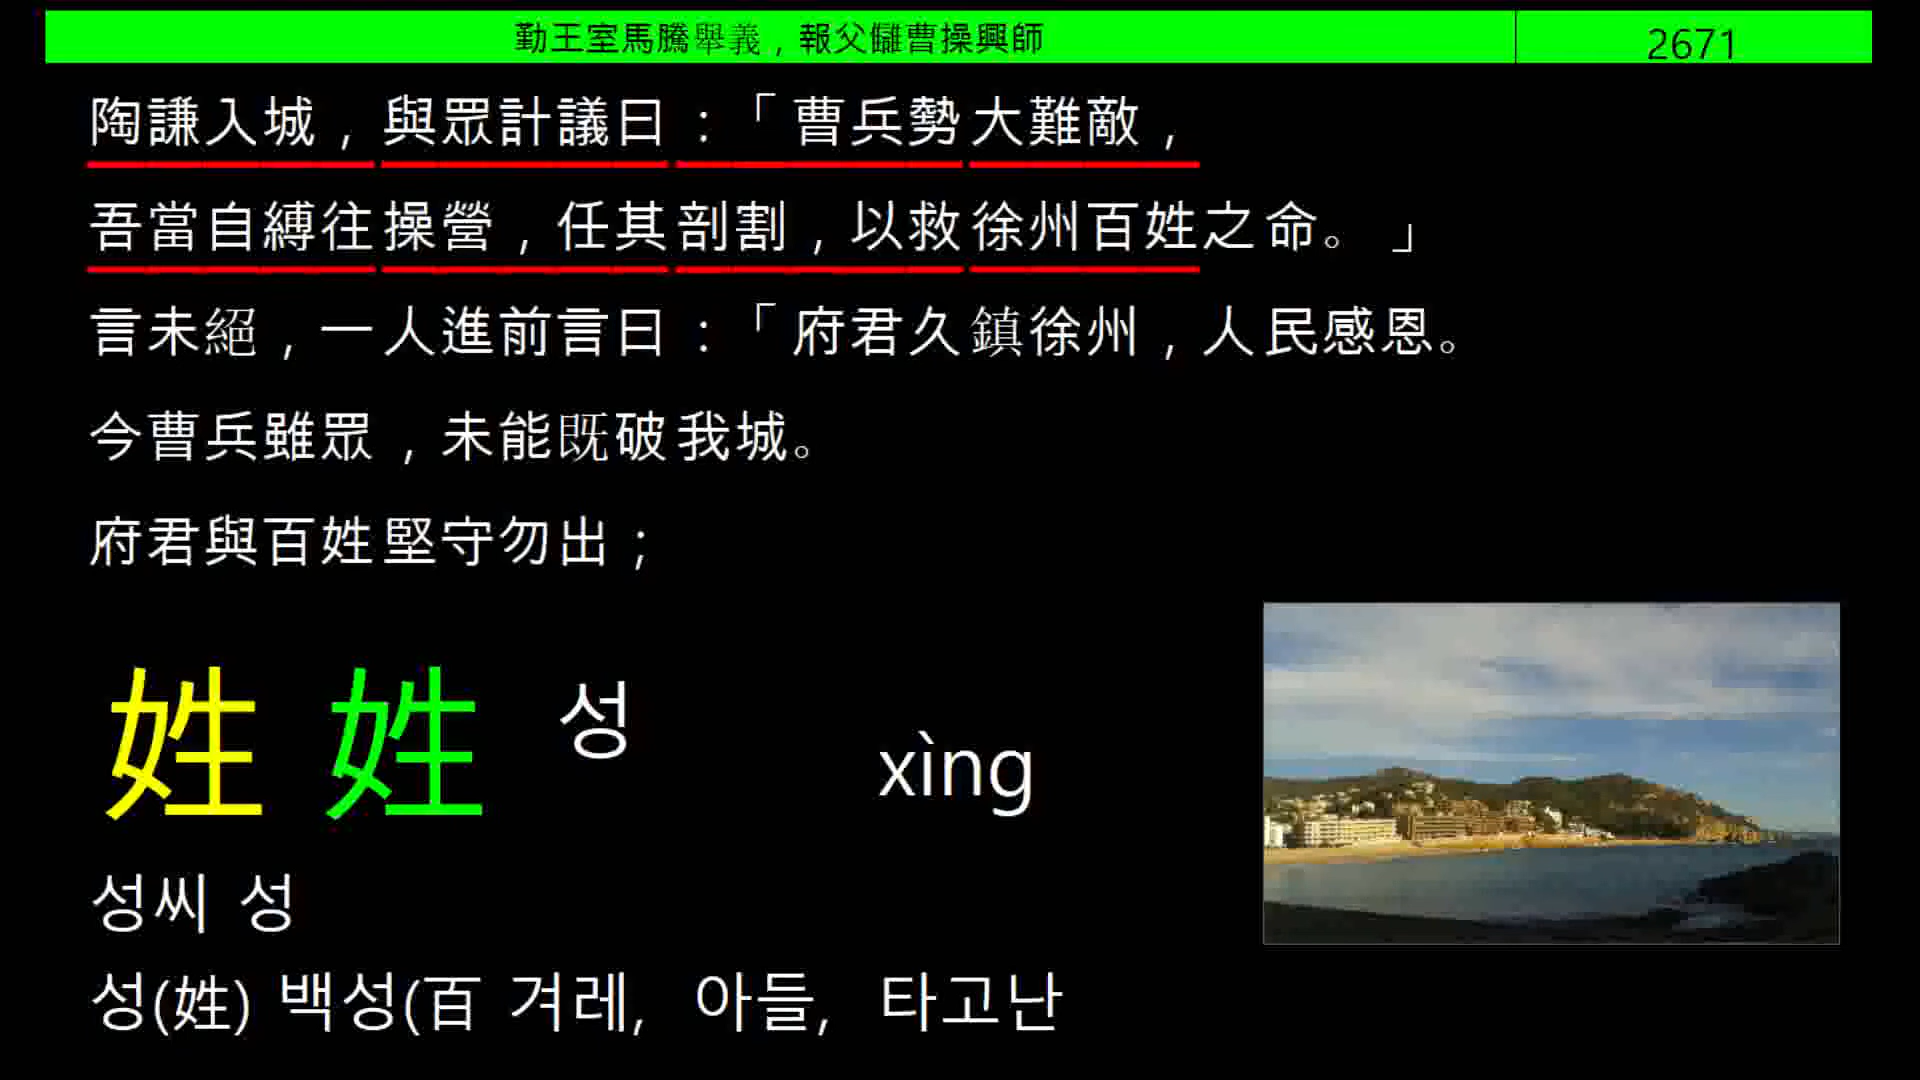 勤王室馬騰舉義，報父讎曹操興師
2671
陶謙入城，與眾計議曰：「曹兵勢大難敵，
吾當自縛往操營，任其剖割，以救徐州百姓之命。」
言未絕，一人進前言曰：「府君久鎮徐州，人民感恩。
今曹兵雖眾，未能既破我城。
府君與百姓堅守勿出；
姓 姓 성 xìng
성씨 성
성(姓) 백성(百 겨레, 아들, 타고난